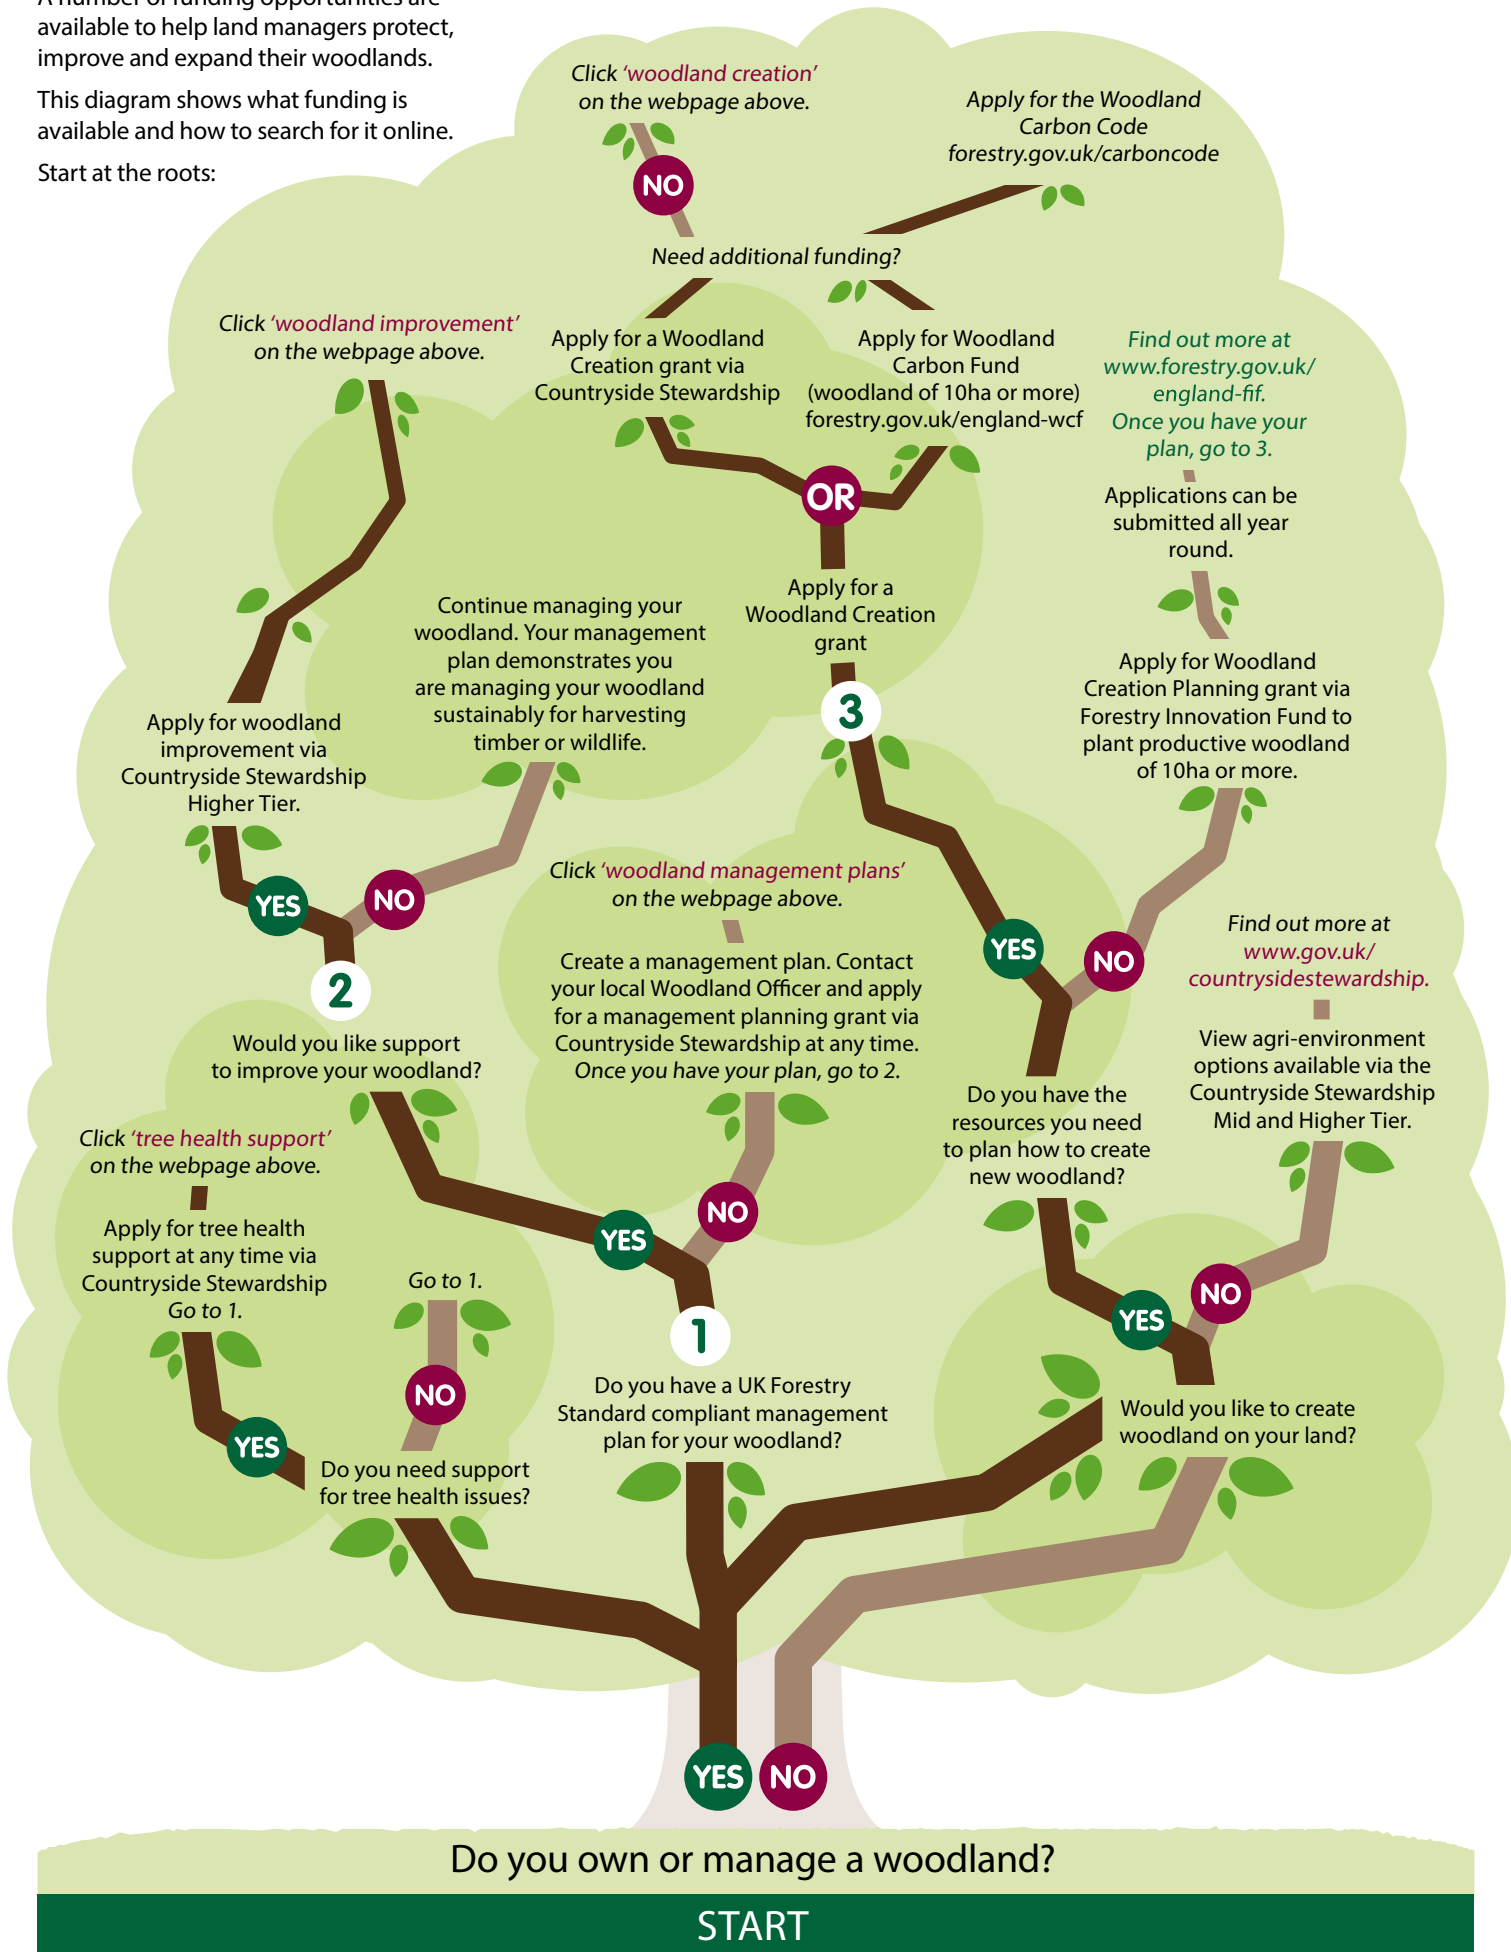 A number of funding opportunities are
available to help land managers protect,
improve and expand their woodlands.
This diagram shows what funding is
available and how to search for it online.
Start at the roots:
Click ‘woodland creation’
on the webpage above.
NO
Apply for the Woodland
Carbon Code
forestry.gov.uk/carboncode
Need additional funding?
Click ‘woodland improvement’
on the webpage above.
Apply for a Woodland
Creation grant via
Countryside Stewardship
Apply for Woodland
Carbon Fund
(woodland of 10ha or more)
forestry.gov.uk/england-wcf
Find out more at
www.forestry.gov.uk/
england-fif.
Once you have your
plan, go to 3.
OR
Applications can be
submitted all year
round.
Apply for a
Woodland Creation
grant
3
Continue managing your
woodland. Your management
plan demonstrates you
are managing your woodland
sustainably for harvesting
timber or wildlife.
Apply for Woodland
Creation Planning grant via
Forestry Innovation Fund to
plant productive woodland
of 10ha or more.
Apply for woodland
improvement via
Countryside Stewardship
Higher Tier.
YES
NO
2
Click ‘woodland management plans’
on the webpage above.
Create a management plan. Contact
your local Woodland Officer and apply
for a management planning grant via
Countryside Stewardship at any time.
Once you have your plan, go to 2.
YES
NO
Find out more at
www.gov.uk/
countrysidestewardship.
View agri-environment
options available via the
Countryside Stewardship
Mid and Higher Tier.
Would you like support
to improve your woodland?
Do you have the
resources you need
to plan how to create
new woodland?
Click ‘tree health support’
on the webpage above.
Apply for tree health
support at any time via
Countryside Stewardship
Go to 1.
Go to 1.
YES
NO
1
YES
NO
Do you have a UK Forestry
Standard compliant management
plan for your woodland?
Would you like to create
woodland on your land?
NO
YES
Do you need support
for tree health issues?
YES
NO
Do you own or manage a woodland?
START